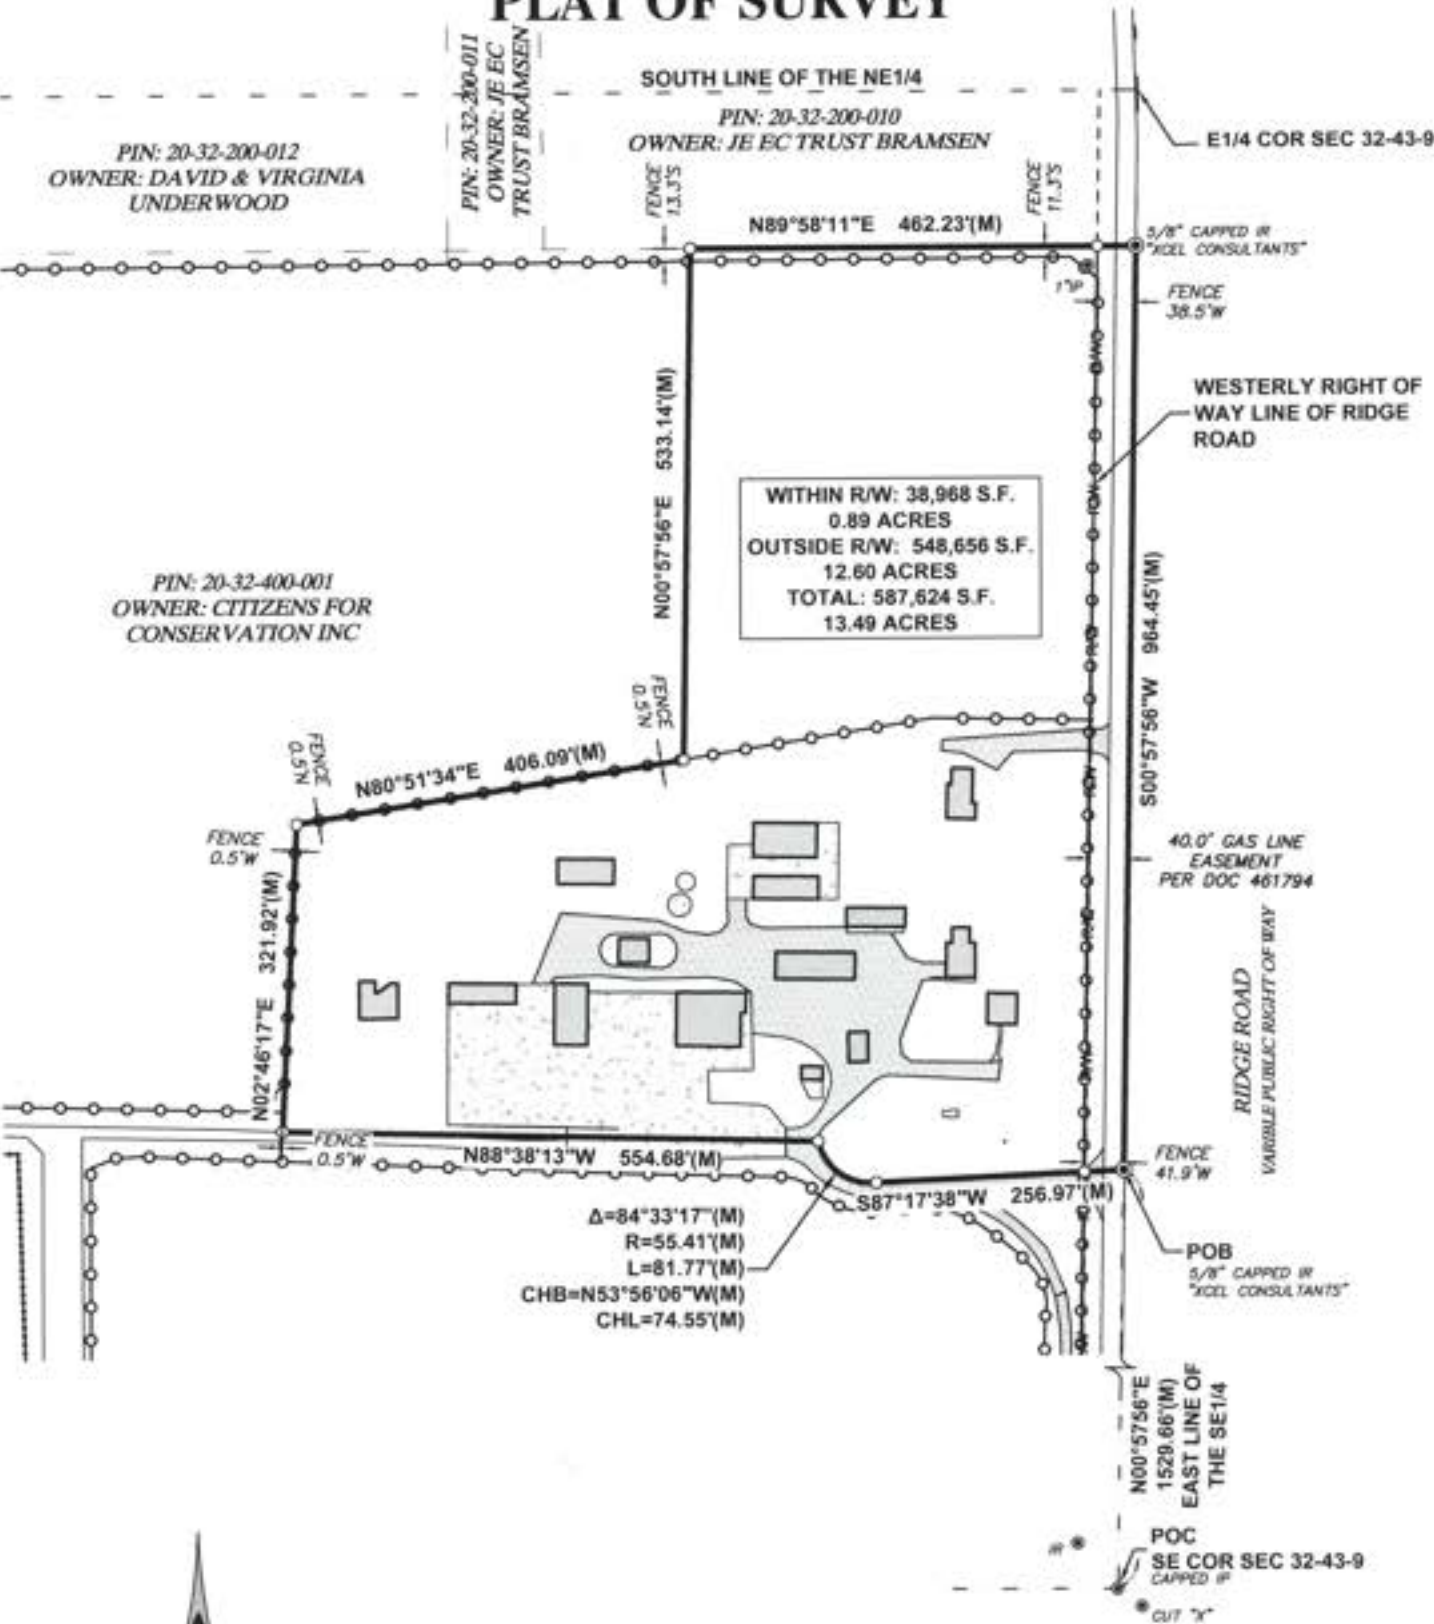 PLAT OF SURVEY
SOUTH LINE OF THE NE1/4
PIN: 20-32-200-011
OWNER: JE EC
TRUST BRAMSEN
PIN: 20-32-200-010
OWNER: JE EC TRUST BRAMSEN
E1/4 COR SEC 32-43-9
PIN: 20-32-200-012
OWNER: DAVID & VIRGINIA
UNDERWOOD
FENCE
13.3'S
FENCE
11.3'S
N89°58'11"E 462.23'(M)
5/8" CAPPED IR
"XCEL CONSULTANTS"
1"IP
FENCE
38.5'W
WESTERLY RIGHT OF
WAY LINE OF RIDGE
ROAD
N00°57'56"E 533.14'(M)
WITHIN R/W: 38,968 S.F.
0.89 ACRES
OUTSIDE R/W: 548,656 S.F.
12.60 ACRES
TOTAL: 587,624 S.F.
13.49 ACRES
PIN: 20-32-400-001
OWNER: CITIZENS FOR
CONSERVATION INC
S00°57'56"W 964.45'(M)
FENCE
0.5'N
FENCE
0.5'N
N80°51'34"E 406.09'(M)
FENCE
0.5'W
40.0' GAS LINE
EASEMENT
PER DOC 461794
N02°46'17"E 321.92'(M)
RIDGE ROAD
VARIBLE PUBLIC RIGHT OF WAY
FENCE
0.5'W
N88°38'13"W 554.68'(M)
FENCE
41.9'W
S87°17'38"W 256.97'(M)
Δ=84°33'17"(M)
R=55.41'(M)
L=81.77'(M)
CHB=N53°56'06"W(M)
CHL=74.55'(M)
POB
5/8" CAPPED IR
"XCEL CONSULTANTS"
N00°57'56"E
1529.66'(M)
EAST LINE OF
THE SE1/4
IR
POC
SE COR SEC 32-43-9
CAPPED IP
CUT "X"